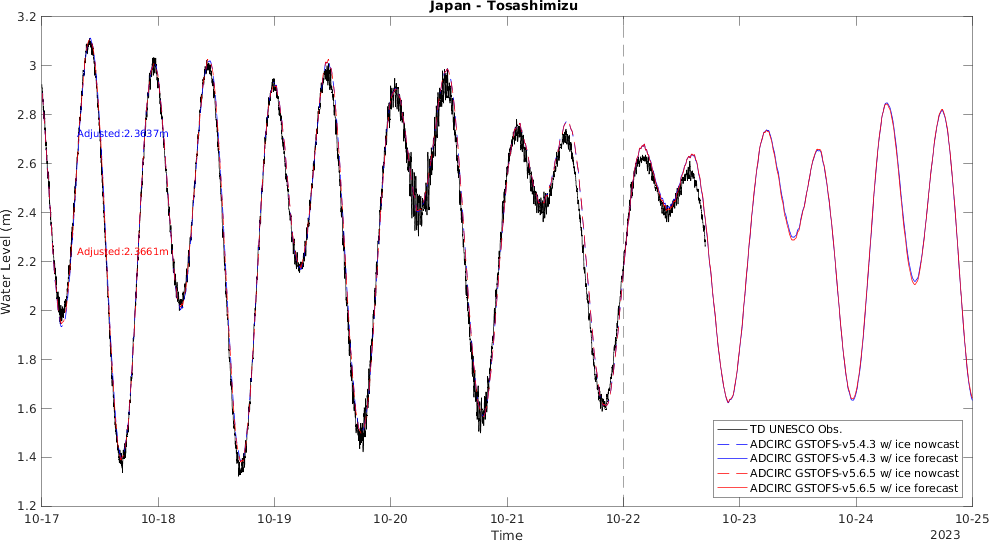 Japan - Tosashimizu
3.2
3
2.8
2.6
2.4
2.2
2
1.8
1.6
1.4
1.2
Water Level (m)
Adjusted:2.3637m
Adjusted:2.3661m
TD UNESCO Obs.
ADCIRC GSTOFS-v5.4.3 w/ ice nowcast
ADCIRC GSTOFS-v5.4.3 w/ ice forecast
ADCIRC GSTOFS-v5.6.5 w/ ice nowcast
ADCIRC GSTOFS-v5.6.5 w/ ice forecast
10-17 10-18 10-19 10-20 10-21 10-22 10-23 10-24 10-25
Time
2023